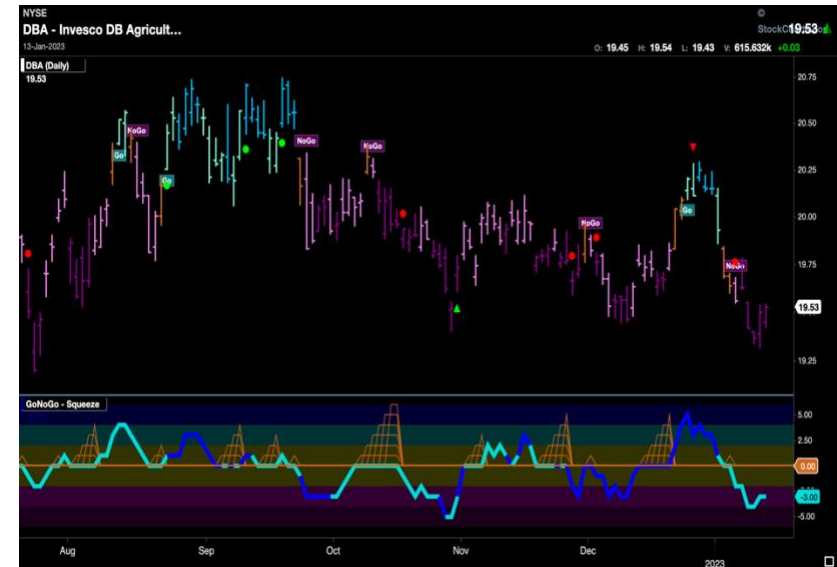 NYSE
©
DBA - Invesco DB Agricult...
19.53
13-Jan-2023
O: 19.45 H: 19.54 L: 19.43 V: 615.632k +0.03
DBA (Daily)
19.53
20.75
20.50
20.25
20.00
19.75
19.53
19.25
NoGo
Go
Go
NoGo
NoGo
NoGo
Go
NoGo
GoNoGo - Squeeze
5.00
2.50
0.00
-3.00
-5.00
Aug Sep Oct Nov Dec 2023